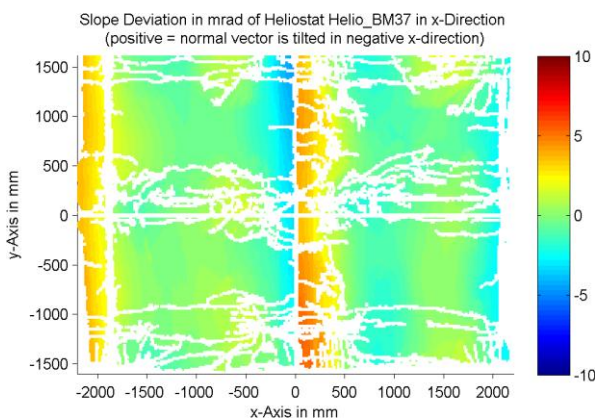 Slope Deviation in mrad of Heliostat Helio_BM37 in x-Direction
(positive = normal vector is tilted in negative x-direction)
1500
1000
500
0
-500
-1000
-1500
y-Axis in mm
-2000 -1500 -1000 -500 0 500 1000 1500 2000
x-Axis in mm
10
5
0
-5
-10